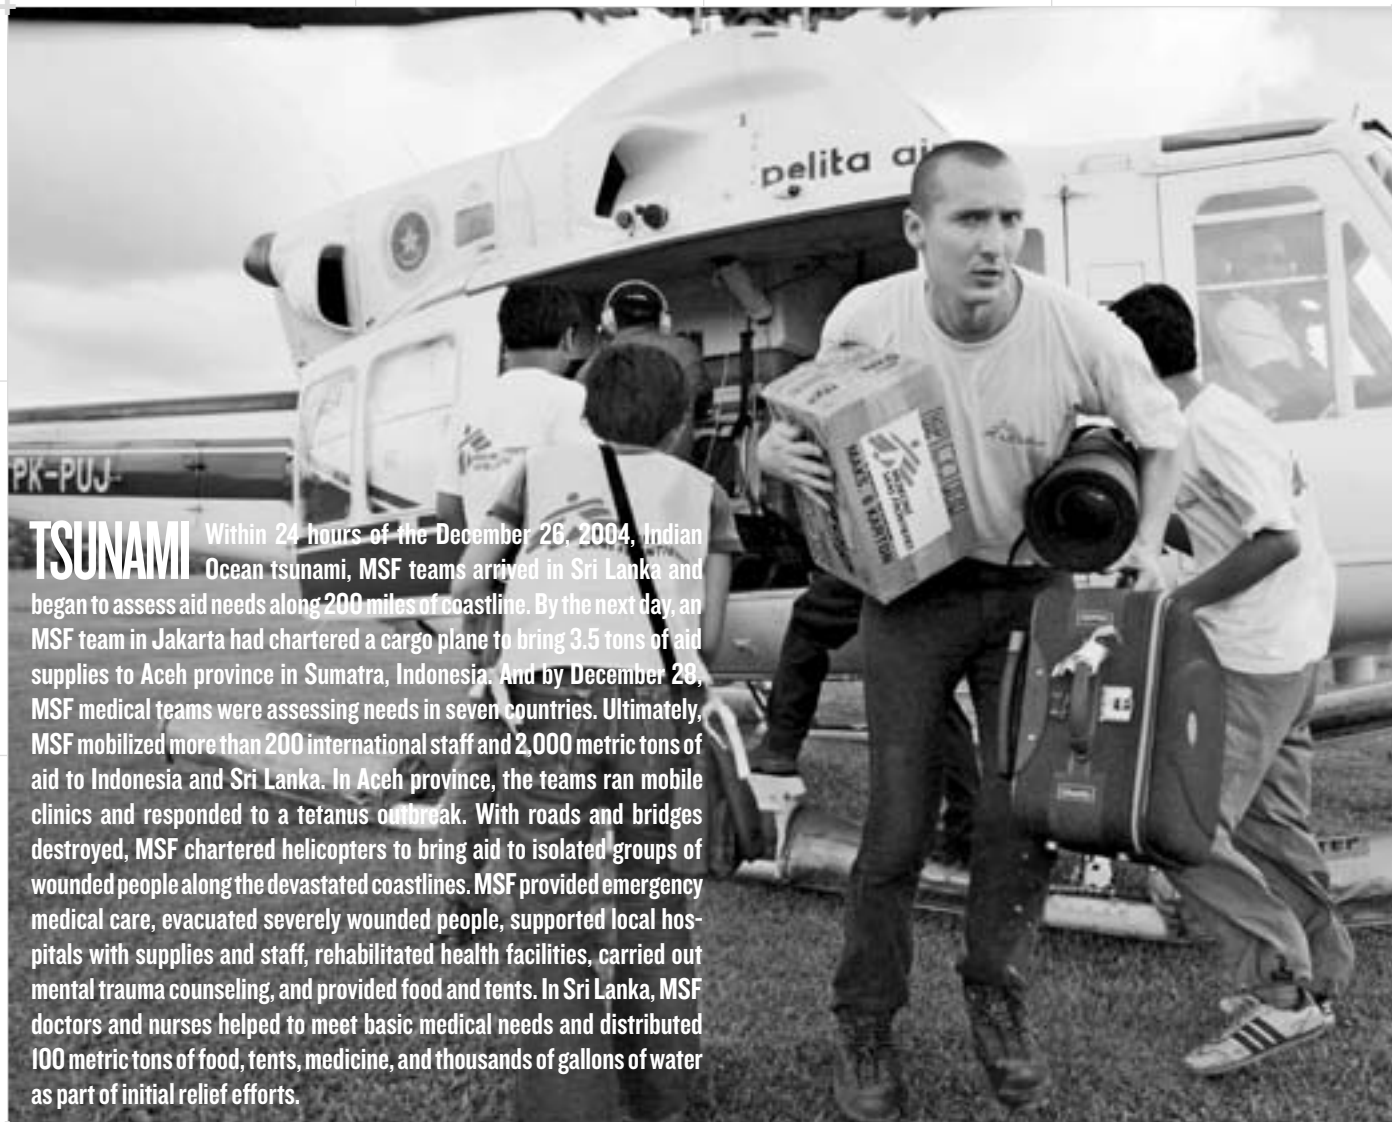 pelita
PK-PUJ
TSUNAMI Within 24 hours of the December 26, 2004, Indian
Ocean tsunami, MSF teams arrived in Sri Lanka and
began to assess aid needs along 200 miles of coastline. By the next day, an
MSF team in Jakarta had chartered a cargo plane to bring 3.5 tons of aid
supplies to Aceh province in Sumatra, Indonesia. And by December 28,
MSF medical teams were assessing needs in seven countries. Ultimately,
MSF mobilized more than 200 international staff and 2,000 metric tons of
aid to Indonesia and Sri Lanka. In Aceh province, the teams ran mobile
clinics and responded to a tetanus outbreak. With roads and bridges
destroyed, MSF chartered helicopters to bring aid to isolated groups of
wounded people along the devastated coastlines. MSF provided emergency
medical care, evacuated severely wounded people, supported local hos-
pitals with supplies and staff, rehabilitated health facilities, carried out
mental trauma counseling, and provided food and tents. In Sri Lanka, MSF
doctors and nurses helped to meet basic medical needs and distributed
100 metric tons of food, tents, medicine, and thousands of gallons of water
as part of initial relief efforts.